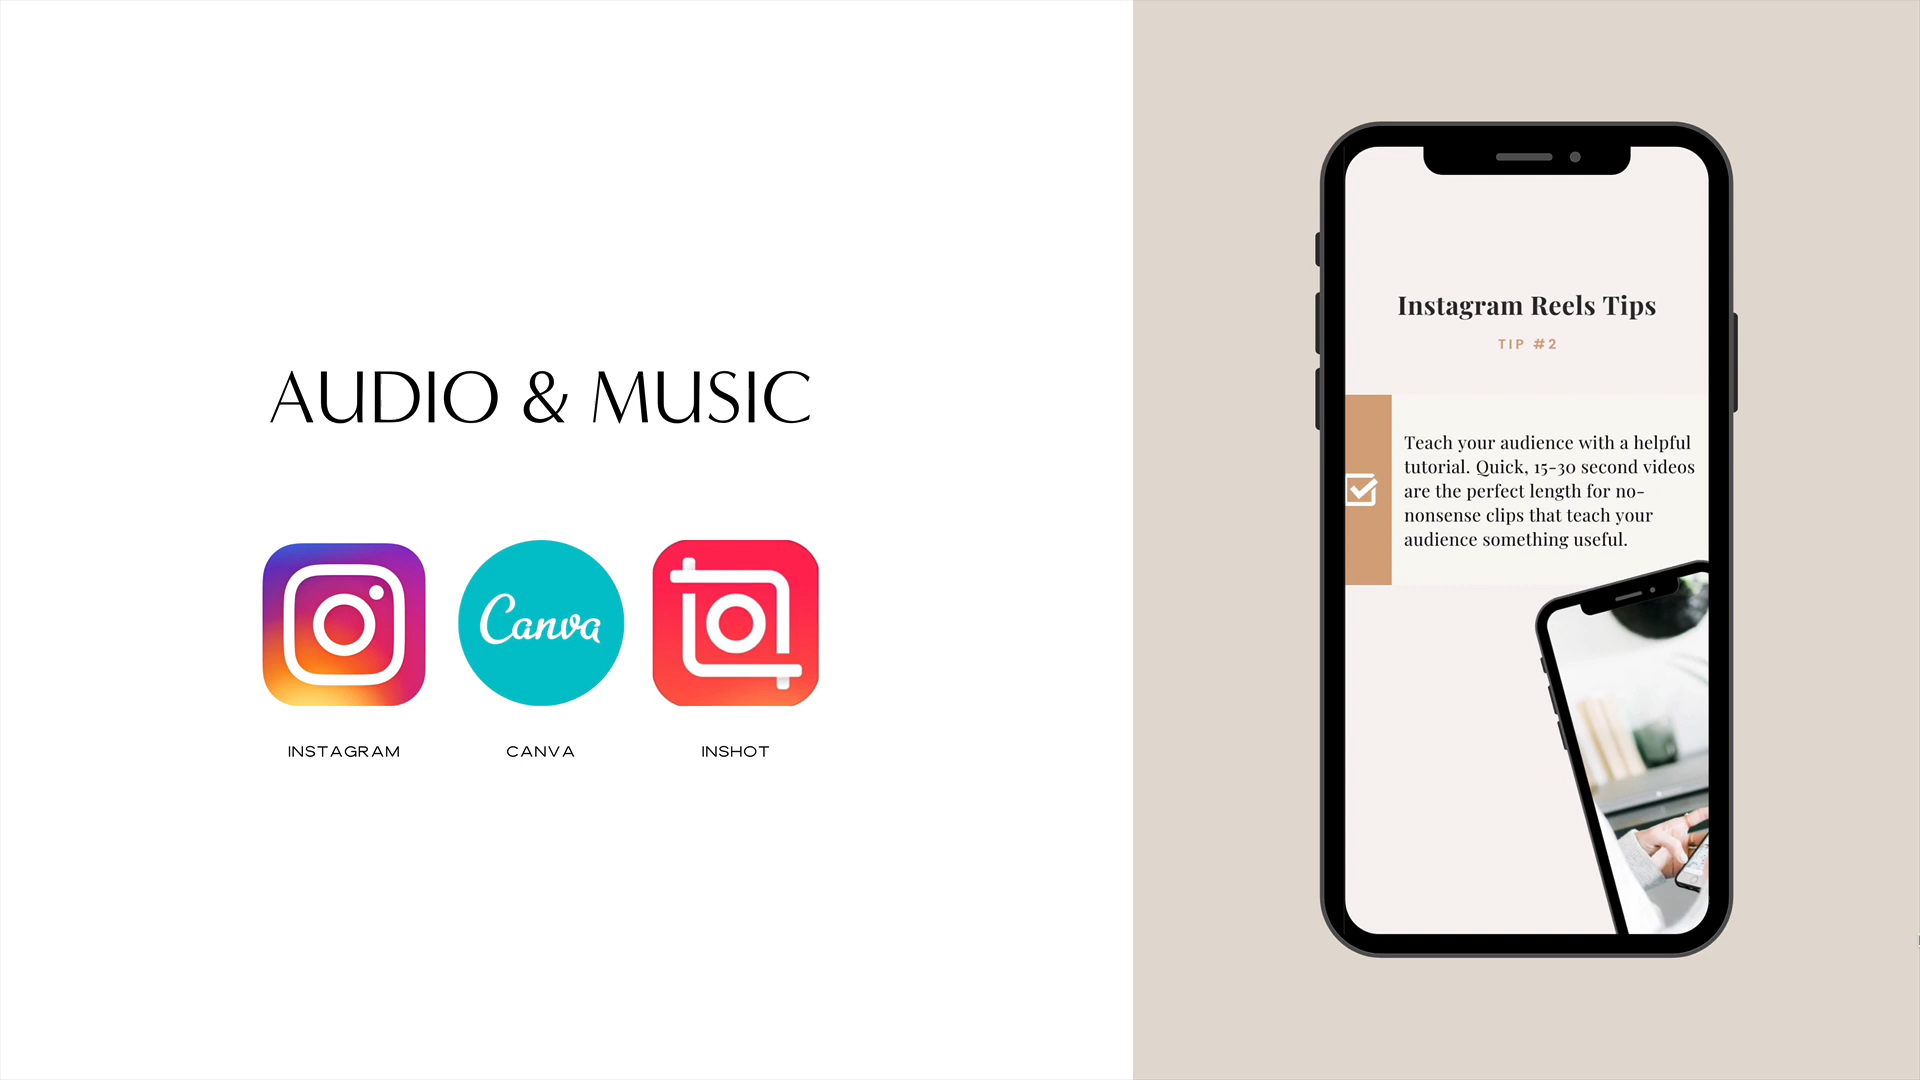 AUDIO & MUSIC
Canva
INSTAGRAM
CANVA
INSHOT
Instagram Reels Tips
TIP #2
Teach your audience with a helpful
tutorial. Quick, 15-30 second videos
are the perfect length for no-
nonsense clips that teach your
audience something useful.